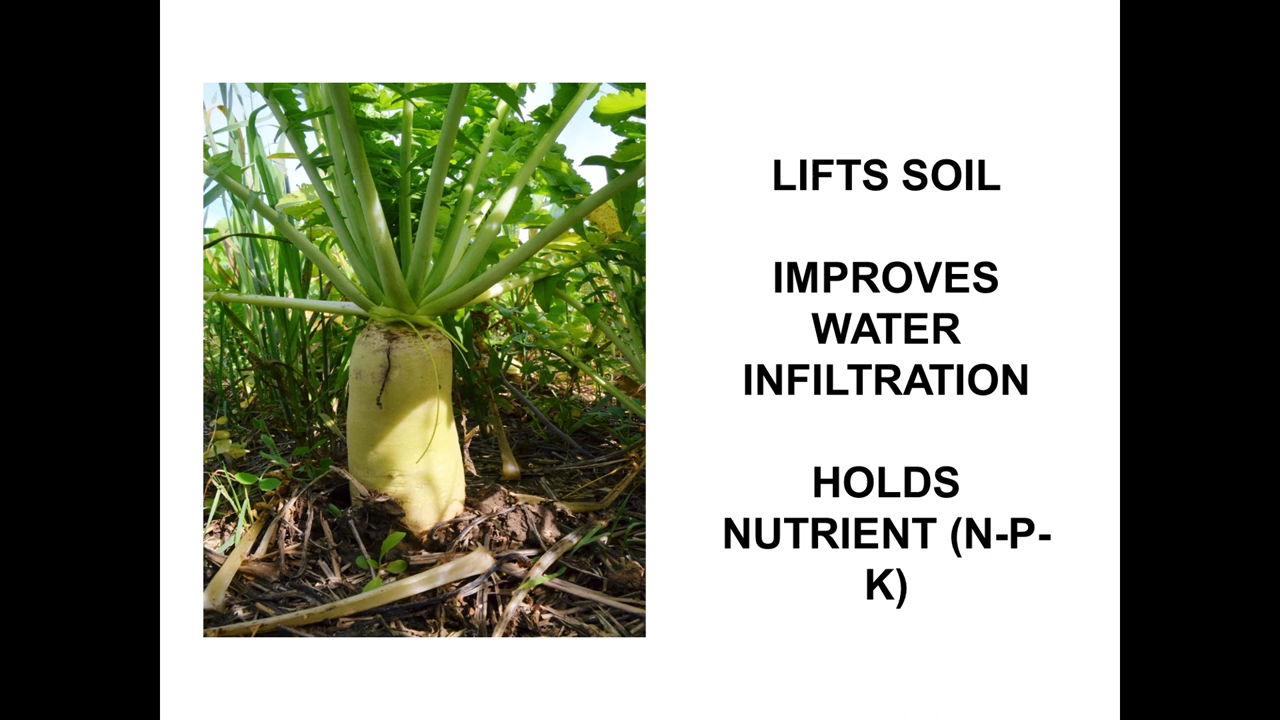 LIFTS SOIL
IMPROVES
WATER
INFILTRATION
HOLDS
NUTRIENT (N-P-
K)